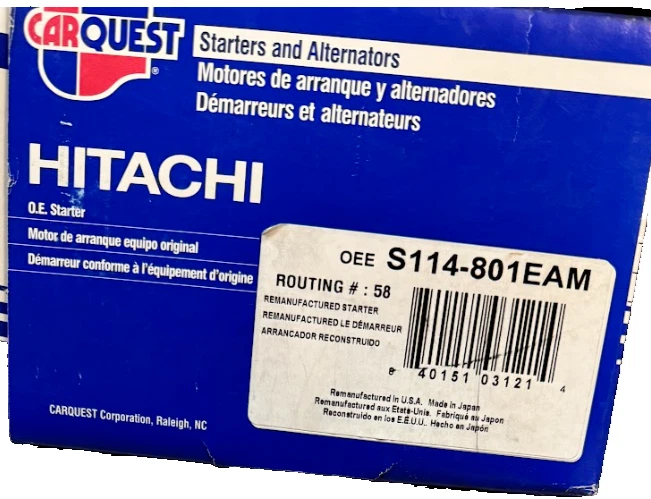 CARQUEST®
Starters and Alternators
Motores de arranque y alternadores
Démarreurs et alternateurs
HITACHI
O.E. Starter
Motor de arranque equipo original
Démarreur conforme à l'équipement d'origine
OEE S114-801EAM
ROUTING # : 58
REMANUFACTURED STARTER
REMANUFACTURED LE DÉMARREUR
ARRANCADOR RECONSTRUIDO
8 40151 03121 4
Remanufactured in U.S.A. Made in Japan
Remanufactured aux Etats-Unis. Fabriqué au Japon
Reconstruido en los E.E.U.U. Hecho en Japón
CARQUEST Corporation, Raleigh, NC